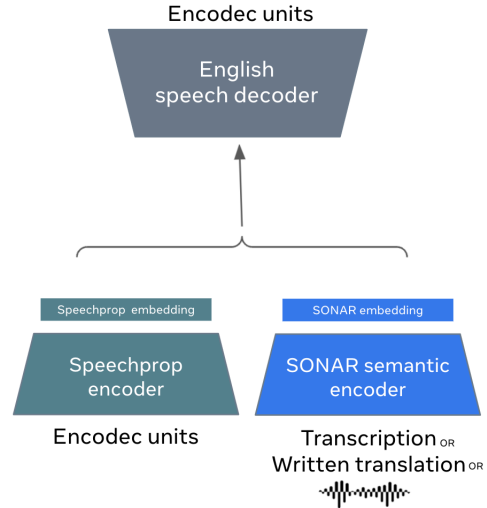 Encodec units
English
speech decoder
Speechprop embedding
SONAR embedding
Speechprop
encoder
SONAR semantic
encoder
Encodec units
Transcription OR
Written translation OR